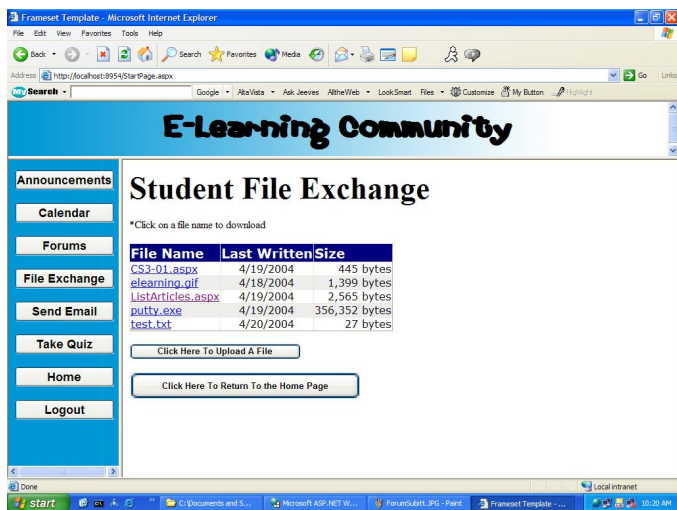 Frameset Template - Microsoft Internet Explorer
File Edit View Favorites Tools Help
Back Search Favorites Media
Address http://localhost:8954/StartPage.aspx Go Links
My Search Google AltaVista Ask Jeeves AlltheWeb LookSmart Files Customize My Button Highlight
E-Learning Community
Announcements
Calendar
Forums
File Exchange
Send Email
Take Quiz
Home
Logout
Student File Exchange
*Click on a file name to download
File Name Last Written Size
CS3-01.aspx 4/19/2004 445 bytes
elearning.gif 4/18/2004 1,399 bytes
ListArticles.aspx 4/19/2004 2,565 bytes
putty.exe 4/19/2004 356,352 bytes
test.txt 4/20/2004 27 bytes
Click Here To Upload A File
Click Here To Return To the Home Page
Done Local intranet
start C:\Documents and S... Microsoft ASP.NET W... ForumSubitt.JPG - Paint Frameset Template - ... 10:20 AM